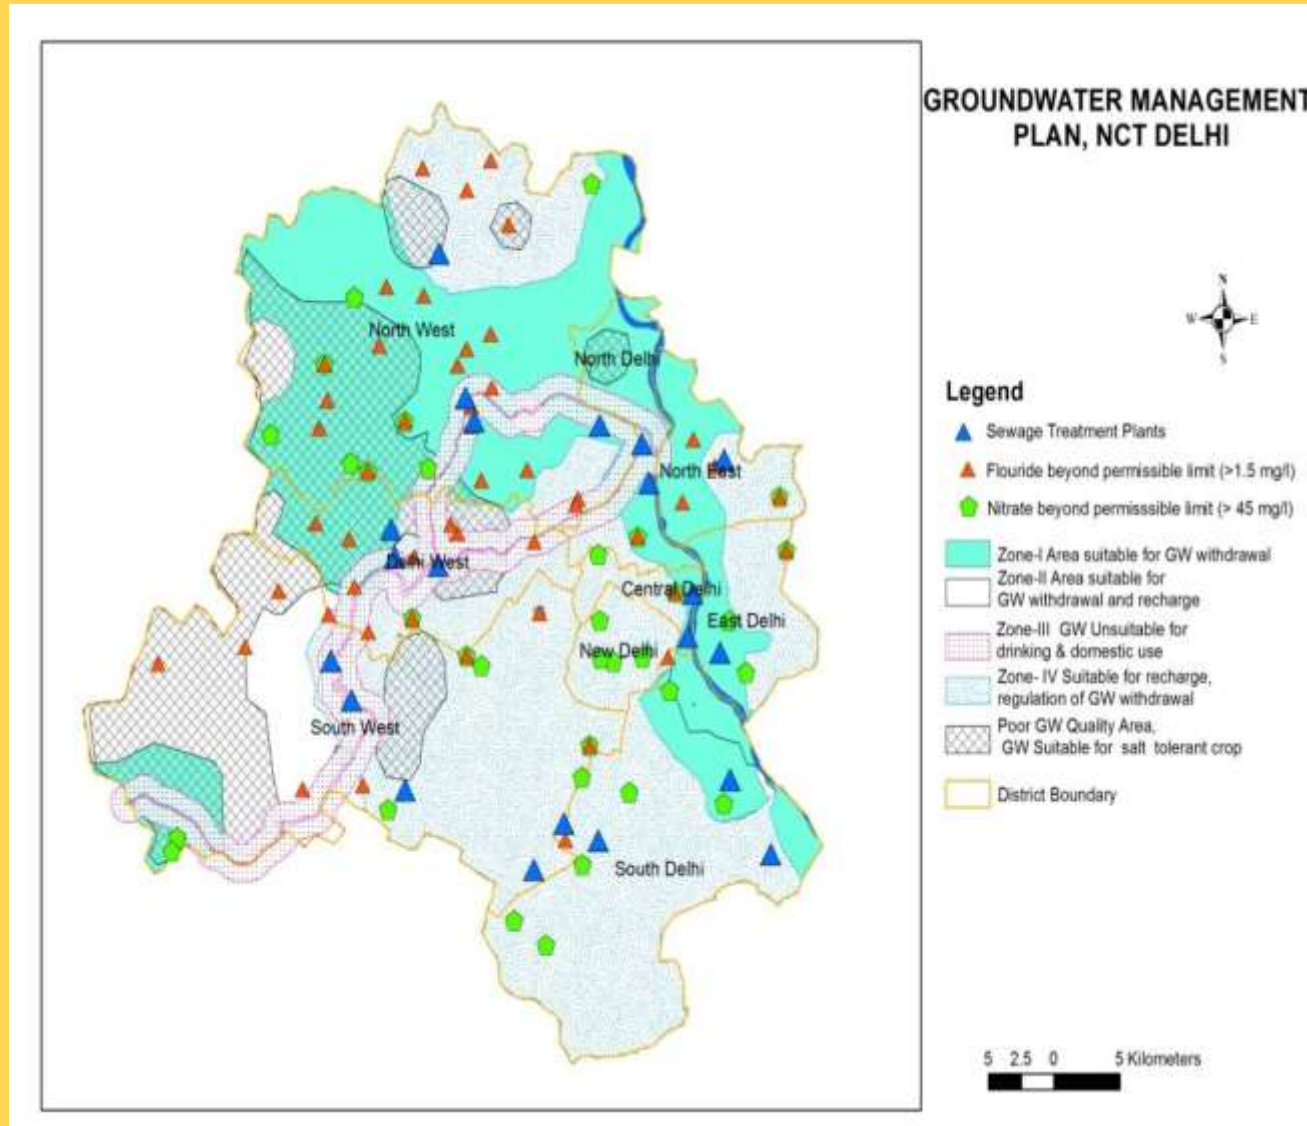 GROUNDWATER MANAGEMENT
PLAN, NCT DELHI
N
W
E
S
North West
North Delhi
North East
Delhi West
Central Delhi
East Delhi
New Delhi
South West
South Delhi
Legend
Sewage Treatment Plants
Flouride beyond permissible limit (>1.5 mg/l)
Nitrate beyond permisssible limit (> 45 mg/l)
Zone-I Area suitable for GW withdrawal
Zone-II Area suitable for
GW withdrawal and recharge
Zone-III GW Unsuitable for
drinking & domestic use
Zone- IV Suitable for recharge,
regulation of GW withdrawal
Poor GW Quality Area,
GW Suitable for salt tolerant crop
District Boundary
5 2.5 0 5 Kilometers